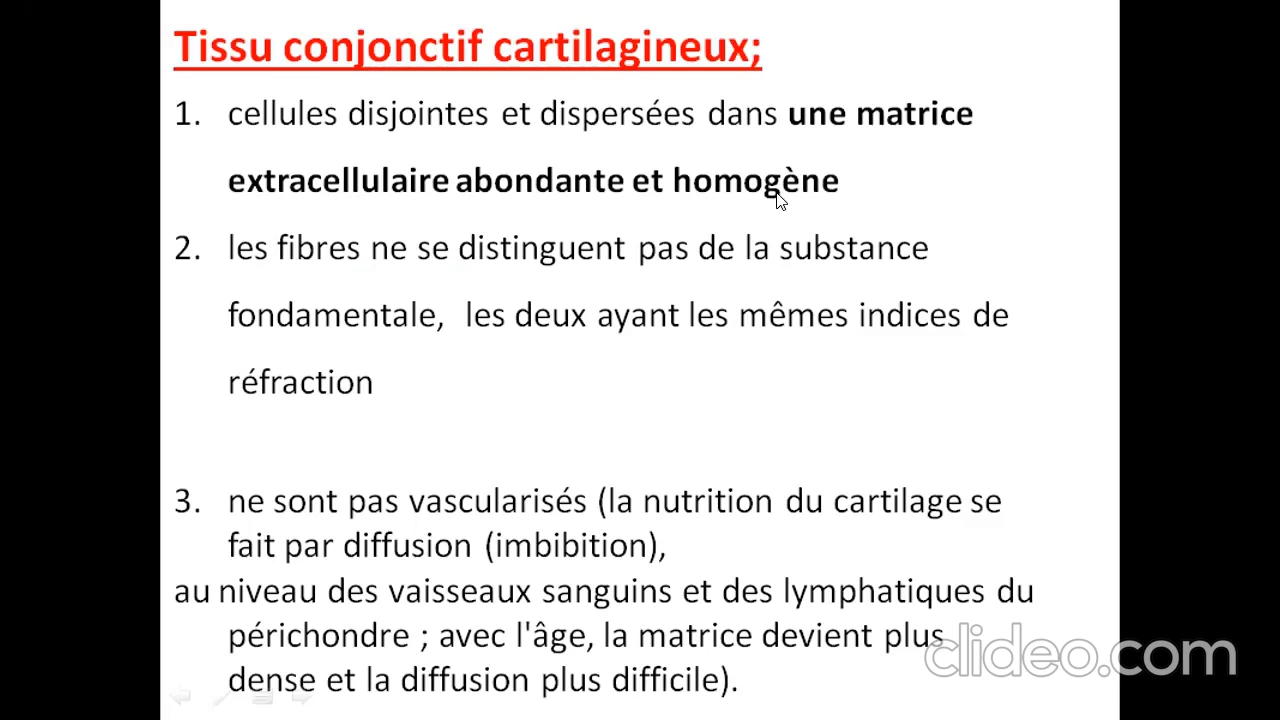 Tissu conjonctif cartilagineux;
1. cellules disjointes et dispersées dans une matrice
extracellulaire abondante et homogène
2. les fibres ne se distinguent pas de la substance
fondamentale, les deux ayant les mêmes indices de
réfraction
3. ne sont pas vascularisés (la nutrition du cartilage se
fait par diffusion (imbibition),
au niveau des vaisseaux sanguins et des lymphatiques du
périchondre ; avec l'âge, la matrice devient plus
dense et la diffusion plus difficile).
clideo.com